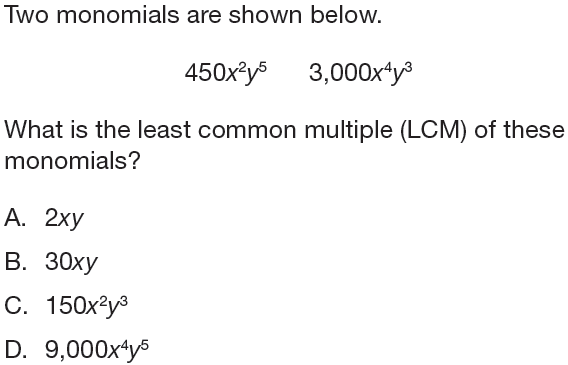 Two monomials are shown below.
450x²y⁵ 3,000x⁴y³
What is the least common multiple (LCM) of these
monomials?
A. 2xy
B. 30xy
C. 150x²y³
D. 9,000x⁴y⁵